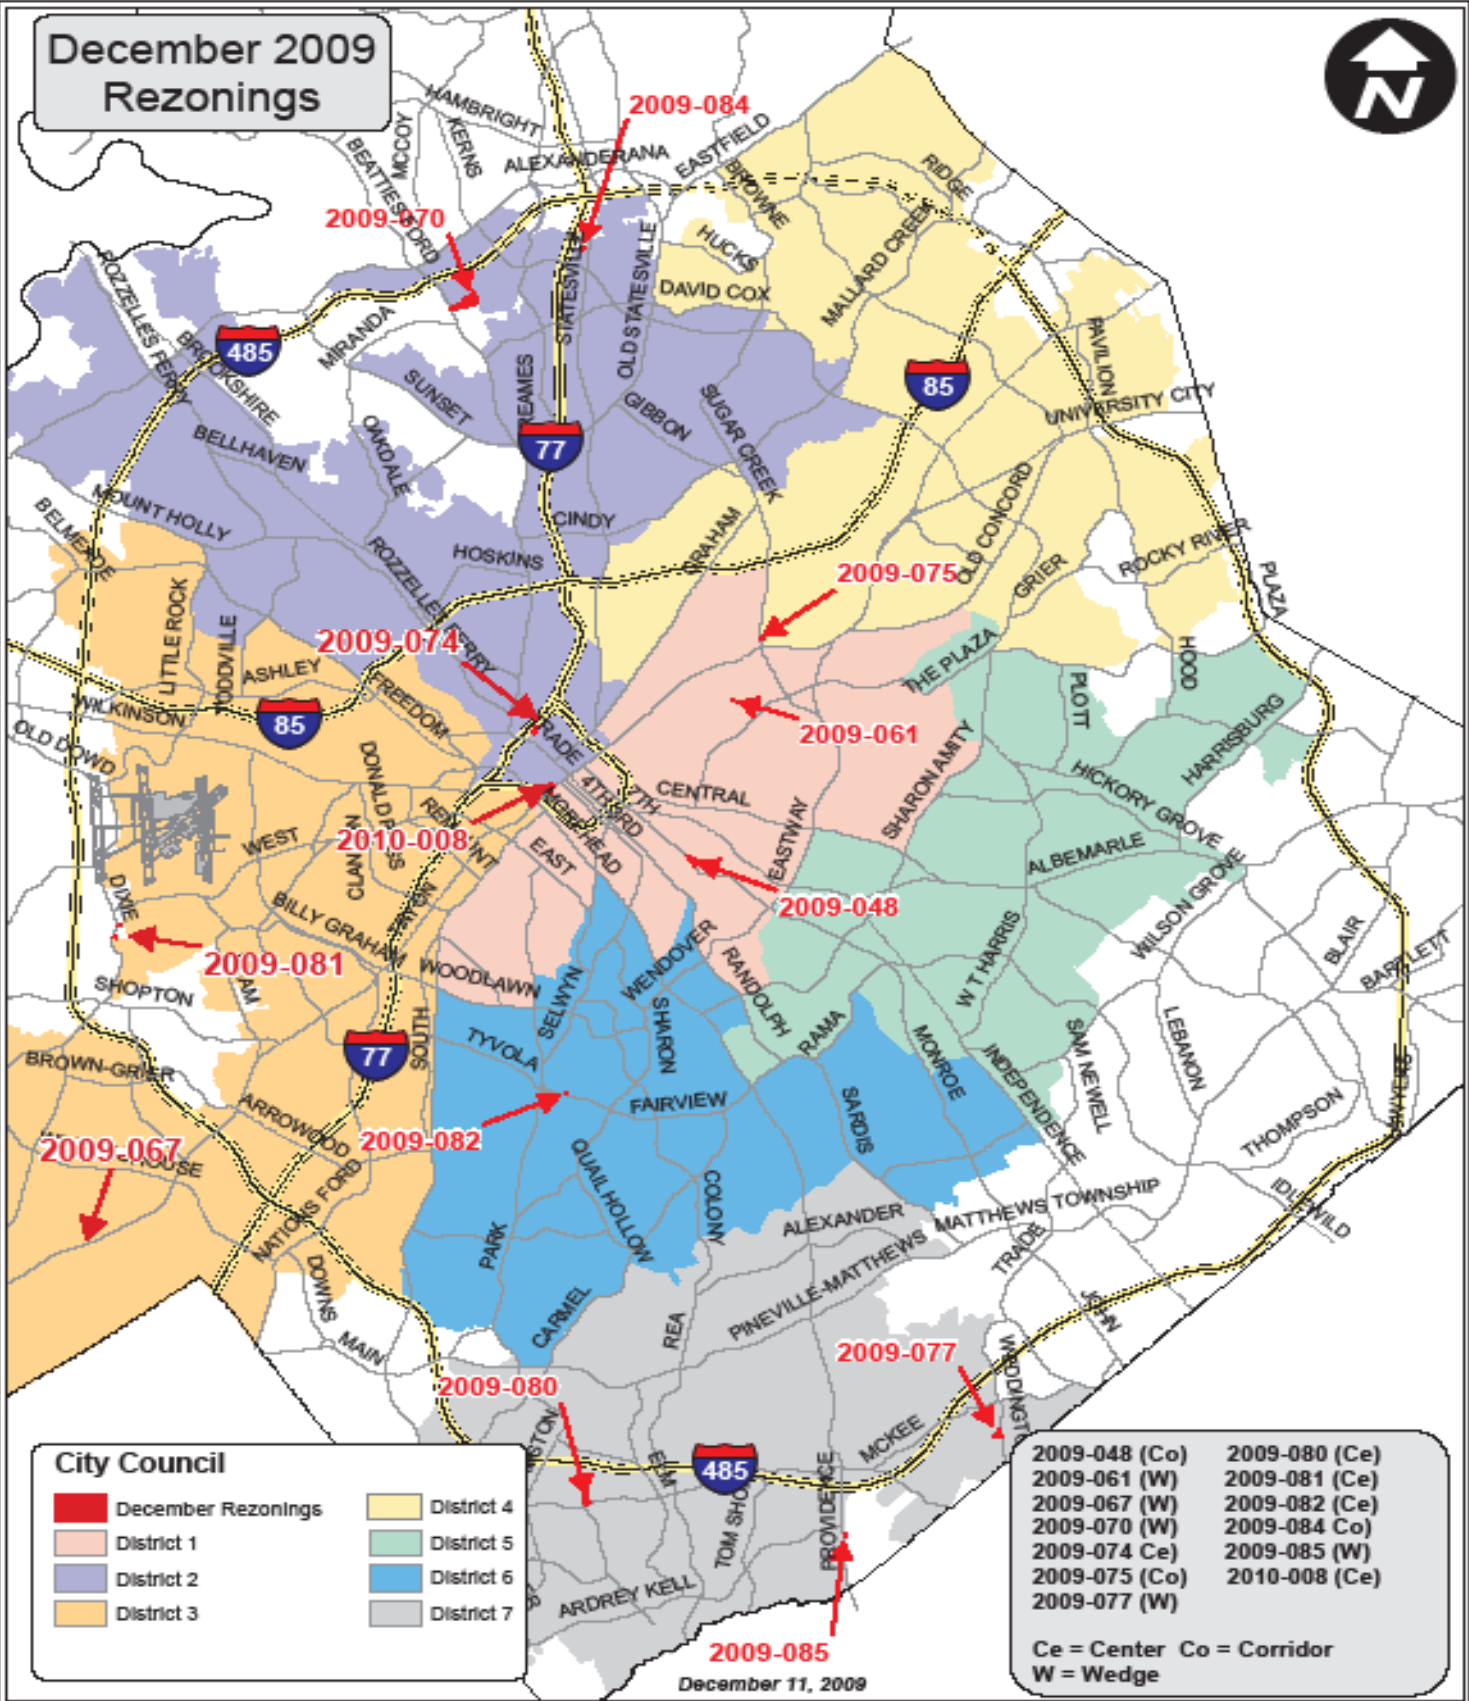 December 2009
Rezonings
N
2009-084
HAMBRIGHT
MCCOY
KERNS
BEATTIES FORD
ALEXANDERANA
EASTFIELD
BROWNE
RIDGE
2009-070
HUCKS
DAVID COX
MALLARD CREEK
STATESVILLE
OLD STATESVILLE
ROZZELLES FERRY
BROOKSHIRE
485
MIRANDA
SUNSET
REAMES
GIBBON
SUGAR CREEK
85
PAVILION
UNIVERSITY CITY
77
BELLHAVEN
OAKDALE
MOUNT HOLLY
BELMEADE
CINDY
HOSKINS
GRAHAM
OLD CONCORD
GRIER
ROCKY RIVER
PLAZA
2009-075
LITTLE ROCK
TODDVILLE
ASHLEY
2009-074
FREEDOM
THE PLAZA
PLOTT
HOOD
HARRISBURG
WILKINSON
85
OLD DOWD
2009-061
SHARON AMITY
HICKORY GROVE
4TH
3RD
7TH
CENTRAL
MOREHEAD
EAST
2010-008
WEST
EASTWAY
ALBEMARLE
WILSON GROVE
2009-048
DIXIE
BILLY GRAHAM
2009-081
WOODLAWN
SELWYN
WENDOVER
RANDOLPH
W T HARRIS
BLAIR
BARTLETT
SHOPTON
77
SOUTH
TYVOLA
SHARON
RAMA
MONROE
INDEPENDENCE
SAM NEWELL
LEBANON
BROWN-GRIER
ARROWOOD
2009-082
FAIRVIEW
SARDIS
THOMPSON
2009-067
NATIONS FORD
QUAIL HOLLOW
COLONY
PARK
ALEXANDER
MATTHEWS TOWNSHIP
IDLEWILD
DOWNS
MAIN
CARMEL
REA
PINEVILLE-MATTHEWS
TRADE
JOHN
2009-077
2009-080
ELM
485
MCKEE
PROVIDENCE
ARDREY KELL
2009-085
December 11, 2009
City Council
December Rezonings
District 1
District 2
District 3
District 4
District 5
District 6
District 7
2009-048 (Co) 2009-080 (Ce)
2009-061 (W) 2009-081 (Ce)
2009-067 (W) 2009-082 (Ce)
2009-070 (W) 2009-084 Co)
2009-074 Ce) 2009-085 (W)
2009-075 (Co) 2010-008 (Ce)
2009-077 (W)
Ce = Center Co = Corridor
W = Wedge